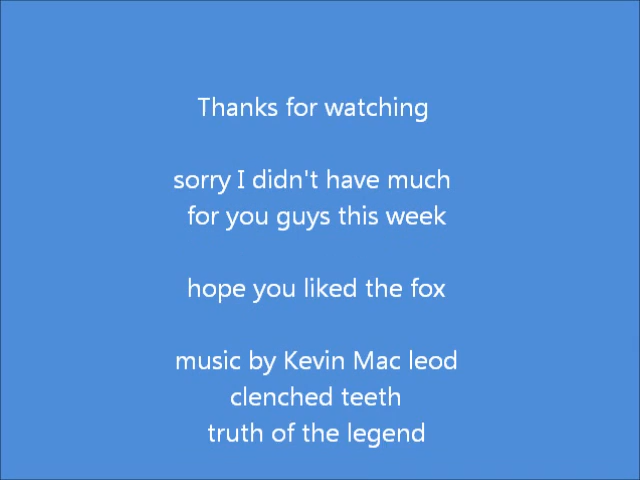 Thanks for watching
sorry I didn't have much
for you guys this week
hope you liked the fox
music by Kevin Mac leod
clenched teeth
truth of the legend